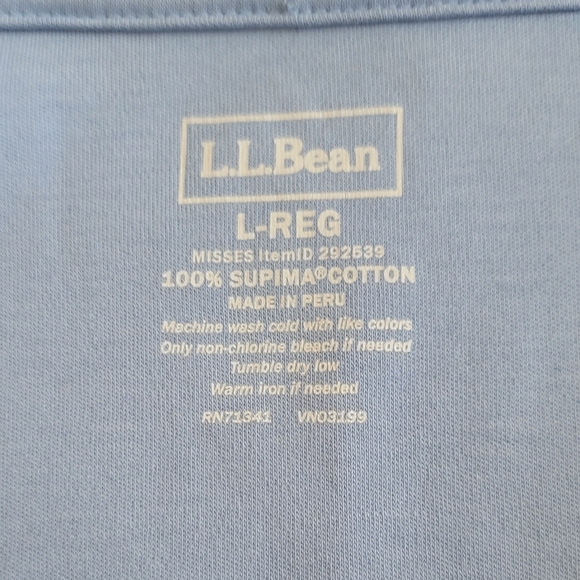 L.L.Bean
L-REG
MISSES ItemID 292539
100% SUPIMA® COTTON
MADE IN PERU
Machine wash cold with like colors
Only non-chlorine bleach if needed
Tumble dry low
Warm iron if needed
RN71341 VN03199